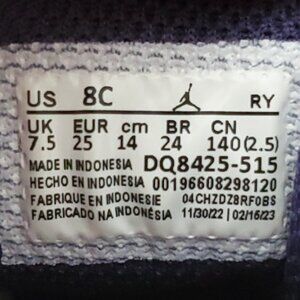 US 8C RY
UK EUR cm BR CN
7.5 25 14 24 140(2.5)
MADE IN INDONESIA DQ8425-515
HECHO EN INDONESIA 00196608298120
FABRIQUE EN INDONESIE 04CHZDZ8RF0BS
FABRICADO NA INDONÉSIA 11/30/22 | 02/16/23